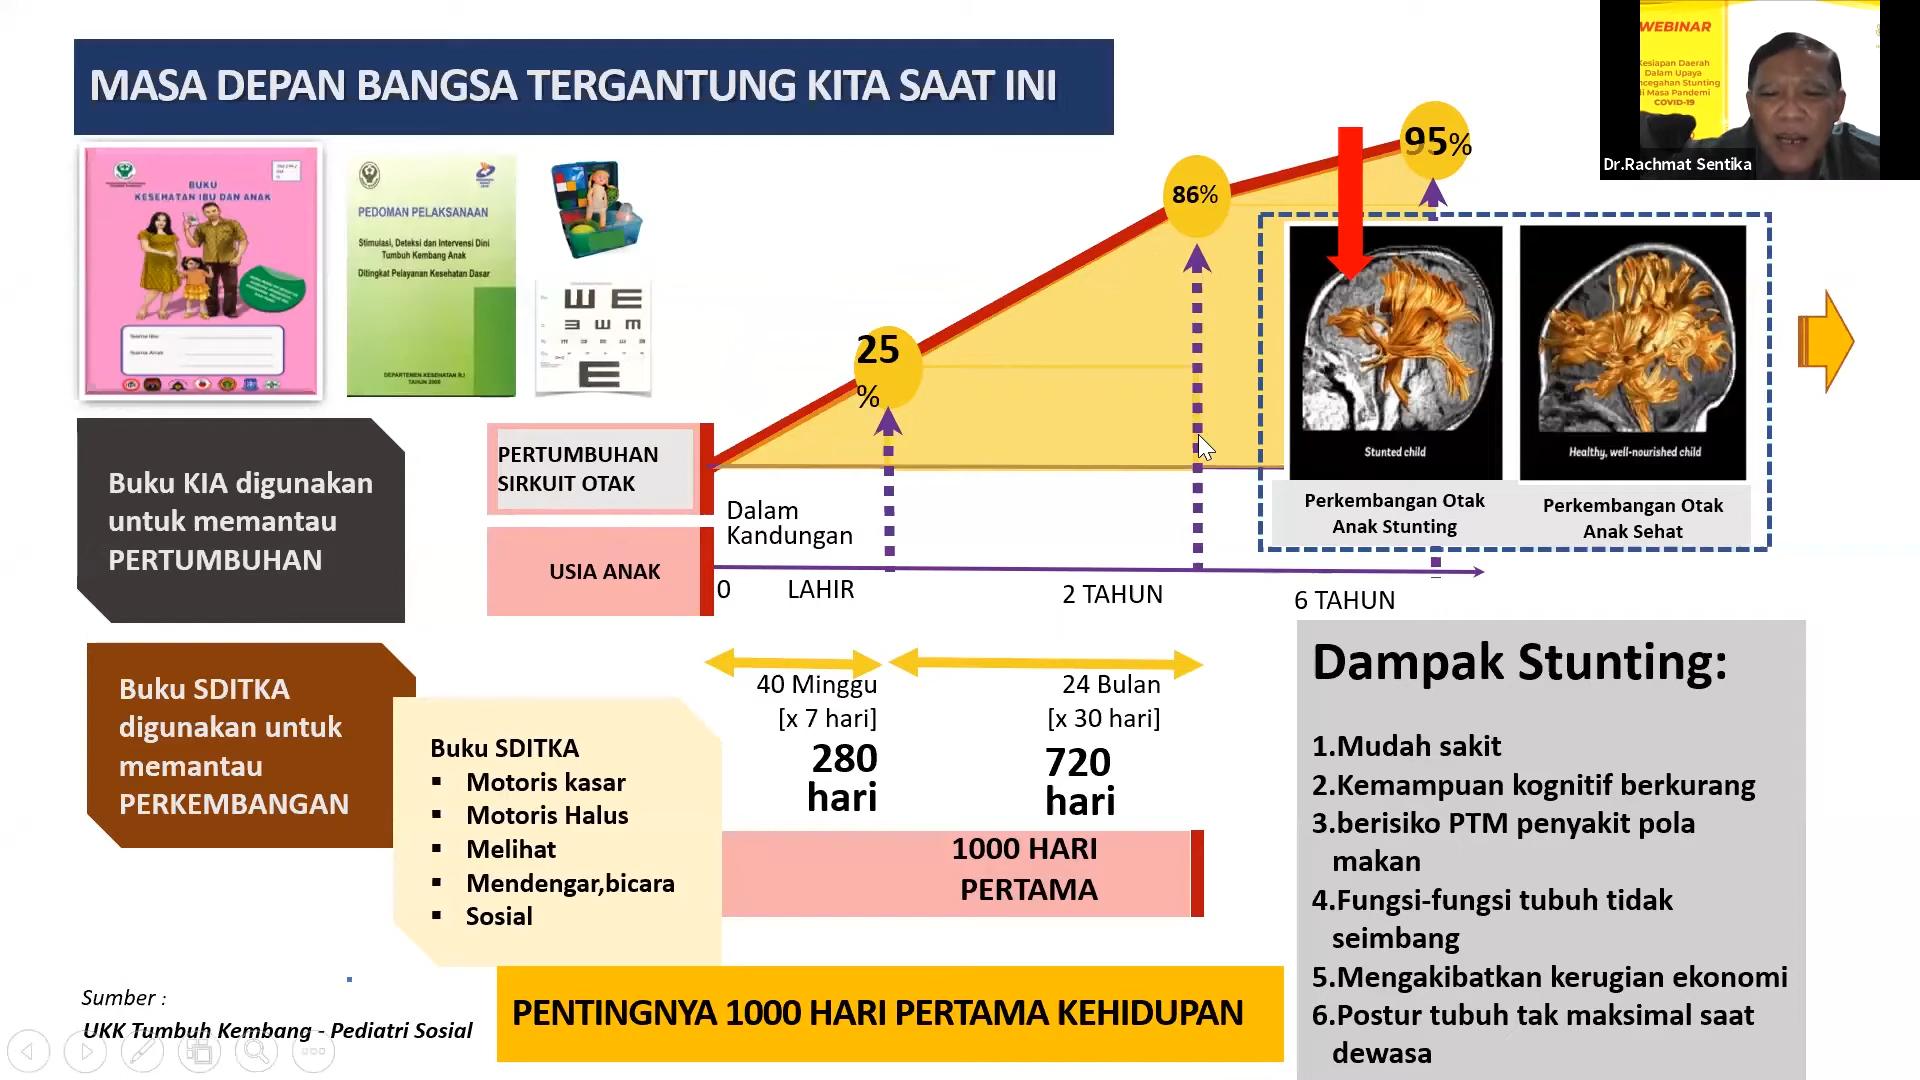 MASA DEPAN BANGSA TERGANTUNG KITA SAAT INI
WEBINAR
Kesiapan Daerah
Dalam Upaya
Pencegahan Stunting
di Masa Pandemi
COVID-19
Dr.Rachmat Sentika
BUKU
KESEHATAN IBU DAN ANAK
PEDOMAN PELAKSANAAN
Stimulasi, Deteksi dan Intervensi Dini
Tumbuh Kembang Anak
Ditingkat Pelayanan Kesehatan Dasar
DEPARTEMEN KESEHATAN R.I
W E
E W M
E
25
%
86%
95%
Buku KIA digunakan
untuk memantau
PERTUMBUHAN
PERTUMBUHAN
SIRKUIT OTAK
Dalam
Kandungan
USIA ANAK
0
LAHIR
2 TAHUN
6 TAHUN
Stunted child
Healthy, well-nourished child
Perkembangan Otak
Anak Stunting
Perkembangan Otak
Anak Sehat
Buku SDITKA
digunakan untuk
memantau
PERKEMBANGAN
Buku SDITKA
▪ Motoris kasar
▪ Motoris Halus
▪ Melihat
▪ Mendengar,bicara
▪ Sosial
40 Minggu
[x 7 hari]
280
hari
24 Bulan
[x 30 hari]
720
hari
1000 HARI
PERTAMA
Dampak Stunting:
1.Mudah sakit
2.Kemampuan kognitif berkurang
3.berisiko PTM penyakit pola
makan
4.Fungsi-fungsi tubuh tidak
seimbang
5.Mengakibatkan kerugian ekonomi
6.Postur tubuh tak maksimal saat
dewasa
Sumber :
UKK Tumbuh Kembang - Pediatri Sosial
PENTINGNYA 1000 HARI PERTAMA KEHIDUPAN